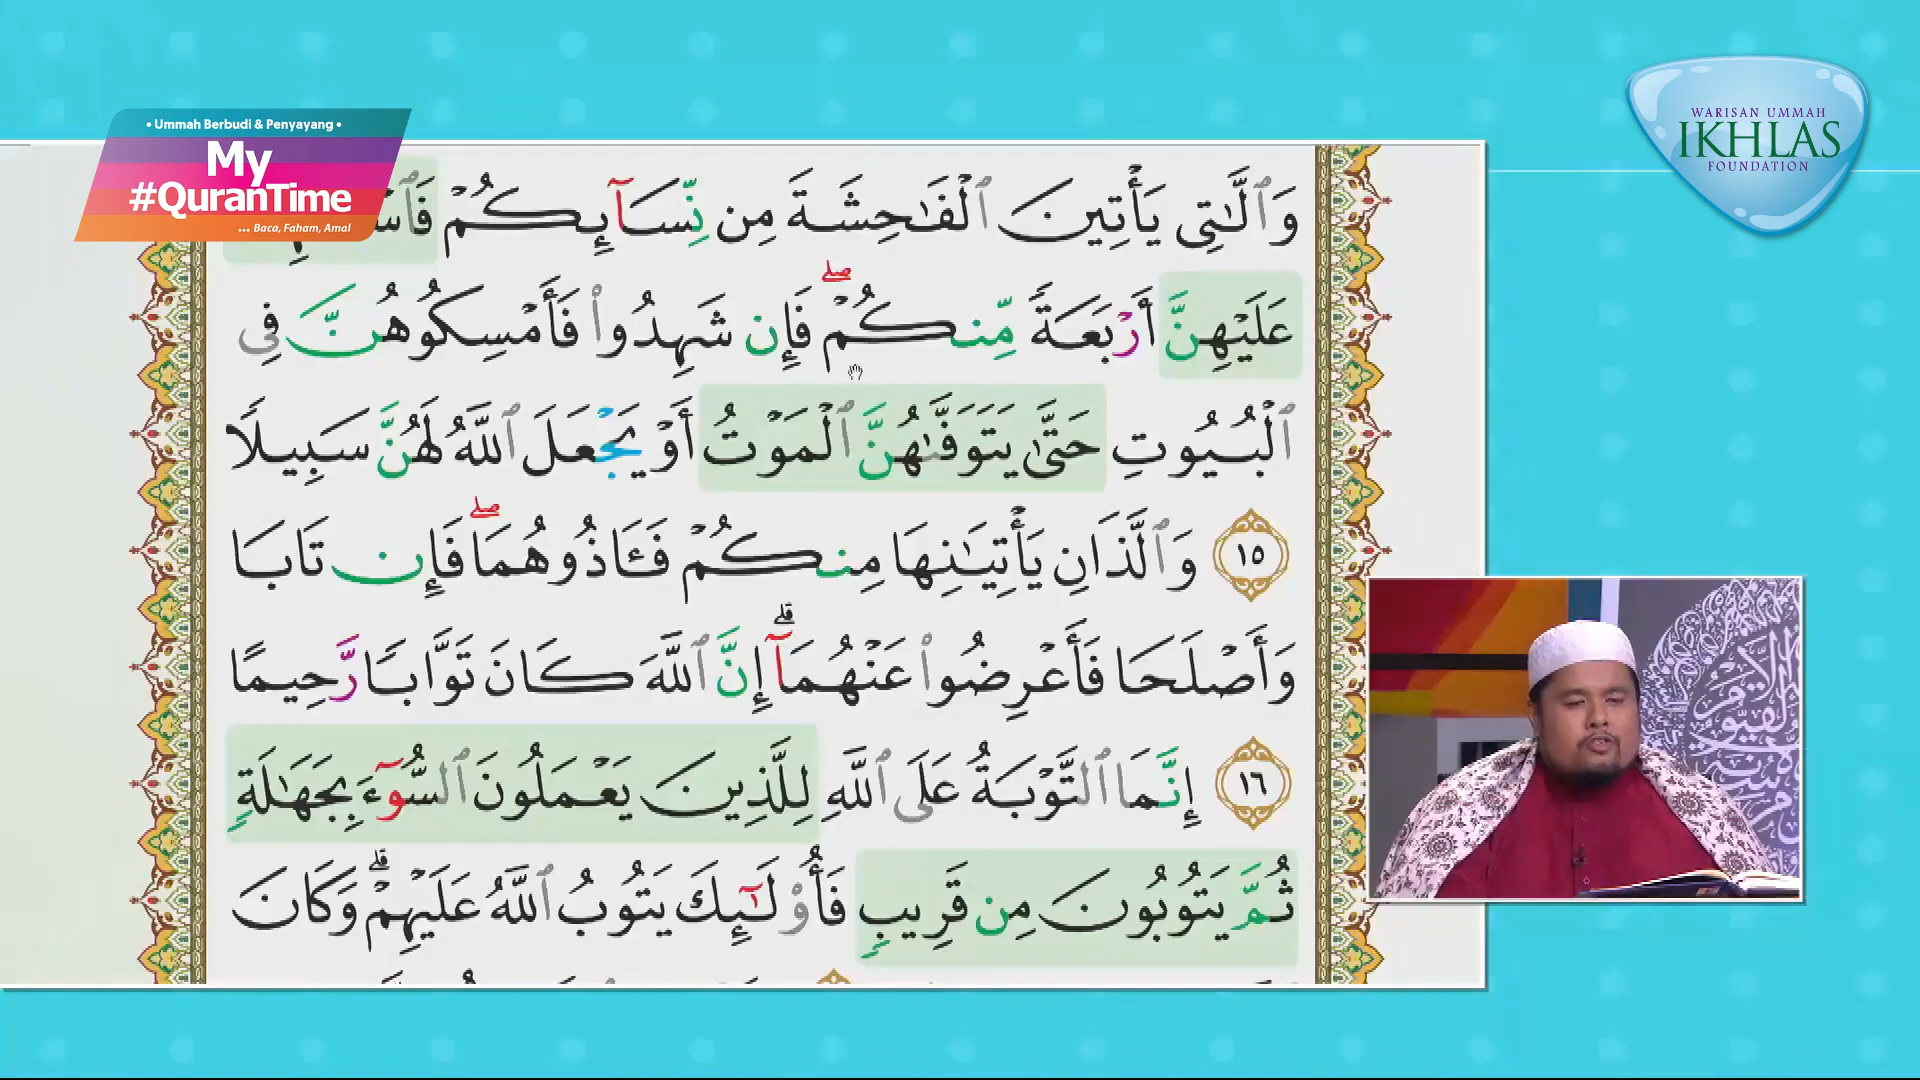 • Ummah Berbudi & Penyayang •
My
#QuranTime
... Baca, Faham, Amal
WARISAN UMMAH
IKHLAS
FOUNDATION
وَٱلَّٰتِى يَأْتِينَ ٱلْفَٰحِشَةَ مِن نِّسَآئِكُمْ
عَلَيْهِنَّ أَرْبَعَةً مِّنكُمْ ۖ فَإِن شَهِدُوا۟ فَأَمْسِكُوهُنَّ فِى
ٱلْبُيُوتِ حَتَّىٰ يَتَوَفَّىٰهُنَّ ٱلْمَوْتُ أَوْ يَجْعَلَ ٱللَّهُ لَهُنَّ سَبِيلًا
١٥ وَٱلَّذَانِ يَأْتِيَٰنِهَا مِنكُمْ فَـَٔاذُوهُمَا ۖ فَإِن تَابَا
وَأَصْلَحَا فَأَعْرِضُوا۟ عَنْهُمَآ ۗ إِنَّ ٱللَّهَ كَانَ تَوَّابًا رَّحِيمًا
١٦ إِنَّمَا ٱلتَّوْبَةُ عَلَى ٱللَّهِ لِلَّذِينَ يَعْمَلُونَ ٱلسُّوٓءَ بِجَهَٰلَةٍ
ثُمَّ يَتُوبُونَ مِن قَرِيبٍ فَأُو۟لَٰٓئِكَ يَتُوبُ ٱللَّهُ عَلَيْهِمْ ۗ وَكَانَ